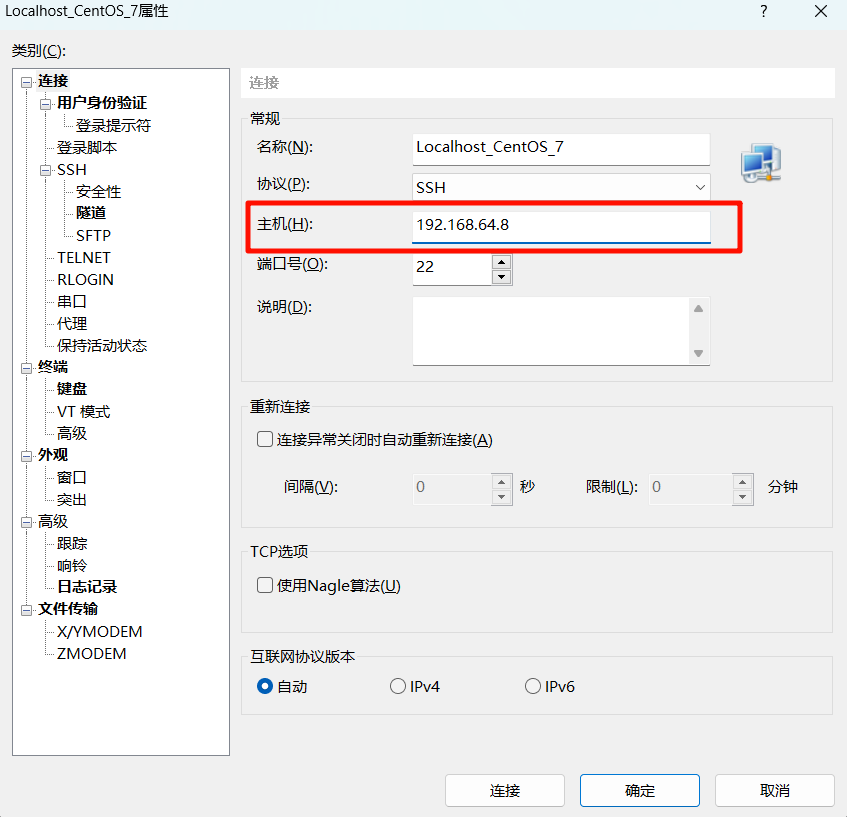 Localhost_CentOS_7属性
?
类别(C):
连接
用户身份验证
登录提示符
登录脚本
SSH
安全性
隧道
SFTP
TELNET
RLOGIN
串口
代理
保持活动状态
终端
键盘
VT 模式
高级
外观
窗口
突出
高级
跟踪
响铃
日志记录
文件传输
X/YMODEM
ZMODEM
连接
常规
名称(N):
Localhost_CentOS_7
协议(P):
SSH
主机(H):
192.168.64.8
端口号(O):
22
说明(D):
重新连接
连接异常关闭时自动重新连接(A)
间隔(V):
0
秒
限制(L):
0
分钟
TCP选项
使用Nagle算法(U)
互联网协议版本
自动
IPv4
IPv6
连接
确定
取消